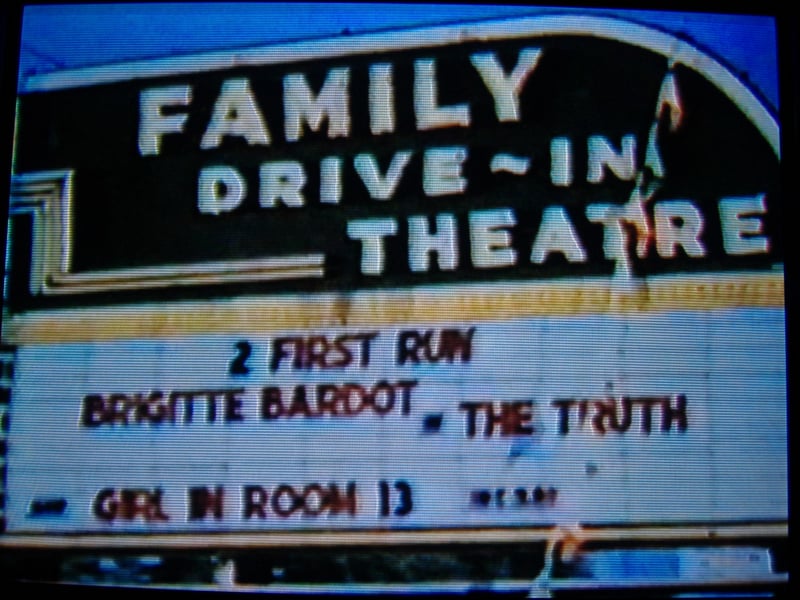 FAMILY
DRIVE~IN
THEATRE
2 FIRST RUN
BRIGITTE BARDOT - THE TRUTH
GIRL IN ROOM 13